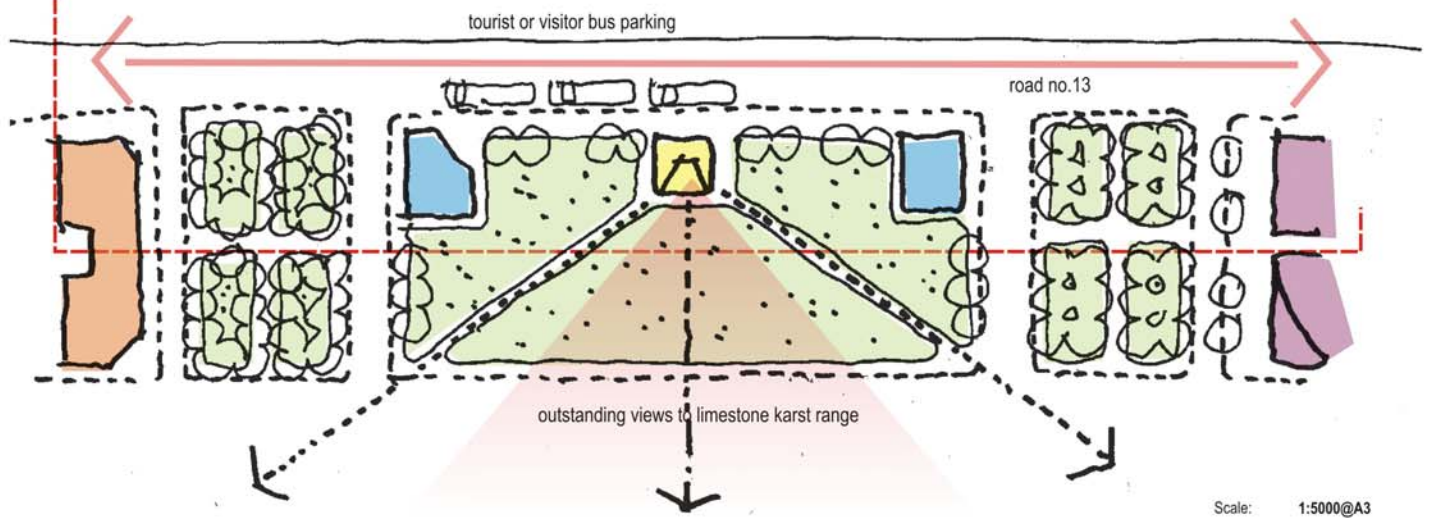 tourist or visitor bus parking
road no.13
outstanding views to limestone karst range
Scale: 1:5000@A3